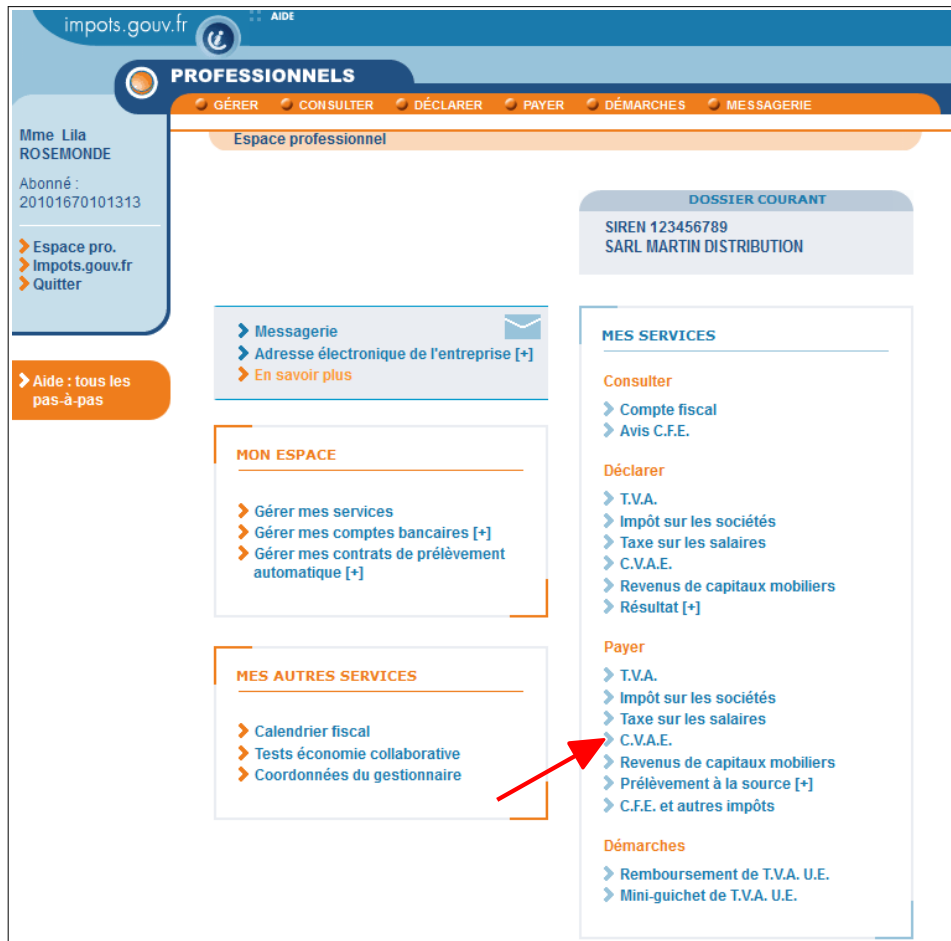 impots.gouv.fr
AIDE
PROFESSIONNELS
GÉRER CONSULTER DÉCLARER PAYER DÉMARCHES MESSAGERIE
Mme Lila
ROSEMONDE
Abonné :
20101670101313
Espace pro.
Impots.gouv.fr
Quitter
Aide : tous les
pas-à-pas
Espace professionnel
DOSSIER COURANT
SIREN 123456789
SARL MARTIN DISTRIBUTION
Messagerie
Adresse électronique de l'entreprise [+]
En savoir plus
MON ESPACE
Gérer mes services
Gérer mes comptes bancaires [+]
Gérer mes contrats de prélèvement
automatique [+]
MES AUTRES SERVICES
Calendrier fiscal
Tests économie collaborative
Coordonnées du gestionnaire
MES SERVICES
Consulter
Compte fiscal
Avis C.F.E.
Déclarer
T.V.A.
Impôt sur les sociétés
Taxe sur les salaires
C.V.A.E.
Revenus de capitaux mobiliers
Résultat [+]
Payer
T.V.A.
Impôt sur les sociétés
Taxe sur les salaires
C.V.A.E.
Revenus de capitaux mobiliers
Prélèvement à la source [+]
C.F.E. et autres impôts
Démarches
Remboursement de T.V.A. U.E.
Mini-guichet de T.V.A. U.E.